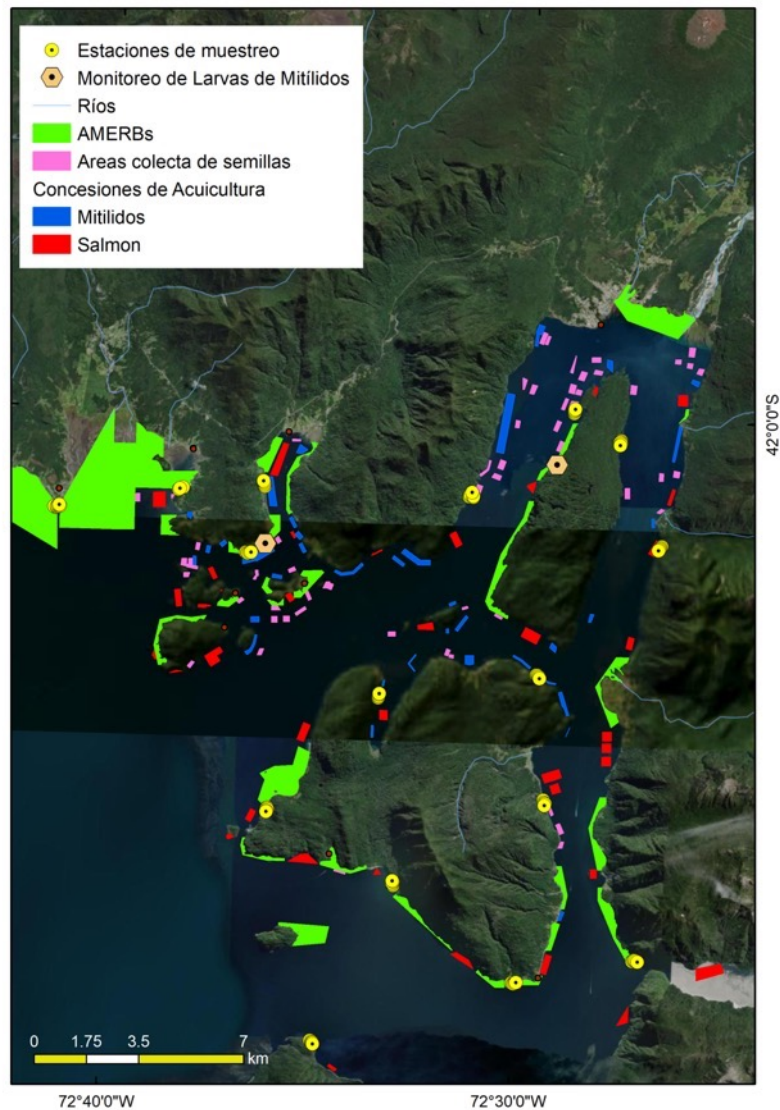 Estaciones de muestreo
Monitoreo de Larvas de Mitílidos
Ríos
AMERBs
Areas colecta de semillas
Concesiones de Acuicultura
Mitilidos
Salmon
42°0'0"S
0 1.75 3.5 7
km
72°40'0"W 72°30'0"W